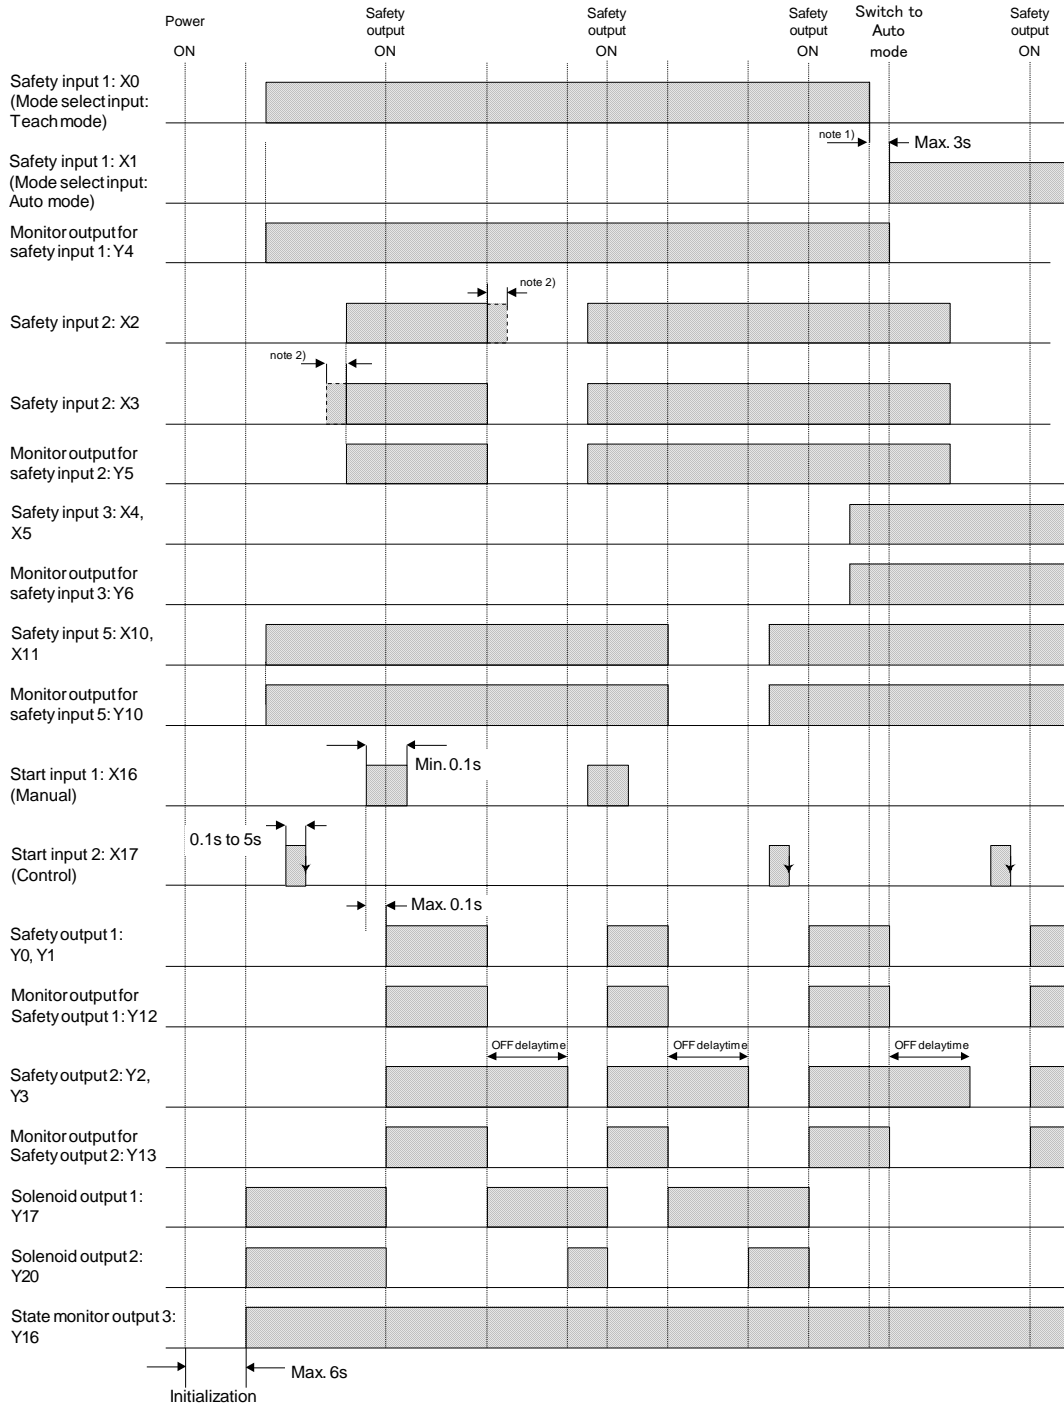 Power
ON
Safety
output
ON
Safety
output
ON
Safety
output
ON
Switch to
Auto
mode
Safety
output
ON
Safety input 1: X0
(Mode select input:
Teach mode)
note 1)
Max. 3s
Safety input 1: X1
(Mode select input:
Auto mode)
Monitor output for
safety input 1: Y4
note 2)
Safety input 2: X2
note 2)
Safety input 2: X3
Monitor output for
safety input 2: Y5
Safety input 3: X4,
X5
Monitor output for
safety input 3: Y6
Safety input 5: X10,
X11
Monitor output for
safety input 5: Y10
Min. 0.1s
Start input 1: X16
(Manual)
0.1s to 5s
Start input 2: X17
(Control)
Max. 0.1s
Safety output 1:
Y0, Y1
Monitor output for
Safety output 1: Y12
OFF delaytime
OFF delaytime
OFF delaytime
Safety output 2: Y2,
Y3
Monitor output for
Safety output 2: Y13
Solenoid output 1:
Y17
Solenoid output 2:
Y20
State monitor output 3:
Y16
Max. 6s
Initialization